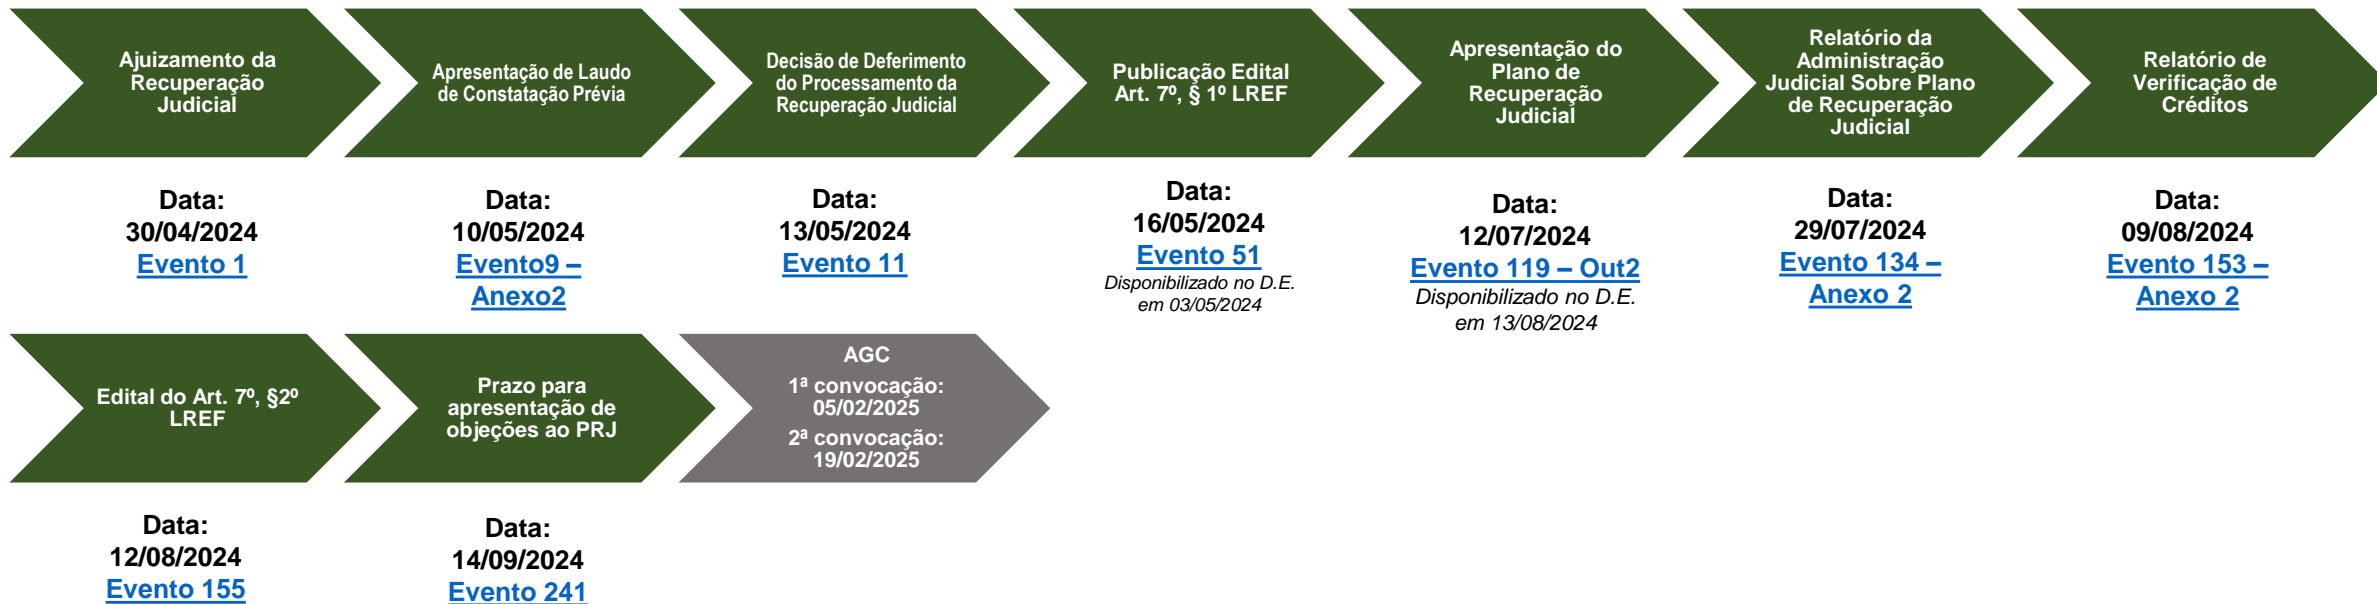 Ajuizamento da
Recuperação
Judicial
Apresentação de Laudo
de Constatação Prévia
Decisão de Deferimento
do Processamento da
Recuperação Judicial
Publicação Edital
Art. 7º, § 1º LREF
Apresentação do
Plano de
Recuperação
Judicial
Relatório da
Administração
Judicial Sobre Plano
de Recuperação
Judicial
Relatório de
Verificação de
Créditos
Data:
30/04/2024
Evento 1
Data:
10/05/2024
Evento9 –
Anexo2
Data:
13/05/2024
Evento 11
Data:
16/05/2024
Evento 51
Disponibilizado no D.E.
em 03/05/2024
Data:
12/07/2024
Evento 119 – Out2
Disponibilizado no D.E.
em 13/08/2024
Data:
29/07/2024
Evento 134 –
Anexo 2
Data:
09/08/2024
Evento 153 –
Anexo 2
Edital do Art. 7º, §2º
LREF
Prazo para
apresentação de
objeções ao PRJ
AGC
1ª convocação:
05/02/2025
2ª convocação:
19/02/2025
Data:
12/08/2024
Evento 155
Data:
14/09/2024
Evento 241